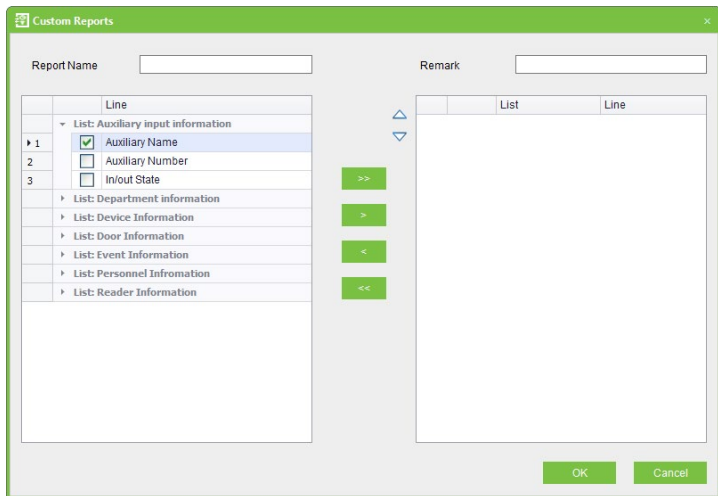 Custom Reports
Report Name
Remark
Line
List: Auxiliary input information
1 Auxiliary Name
2 Auxiliary Number
3 In/out State
List: Department information
List: Device Information
List: Door Information
List: Event Information
List: Personnel Infromation
List: Reader Information
>>
>
<
<<
List Line
OK Cancel